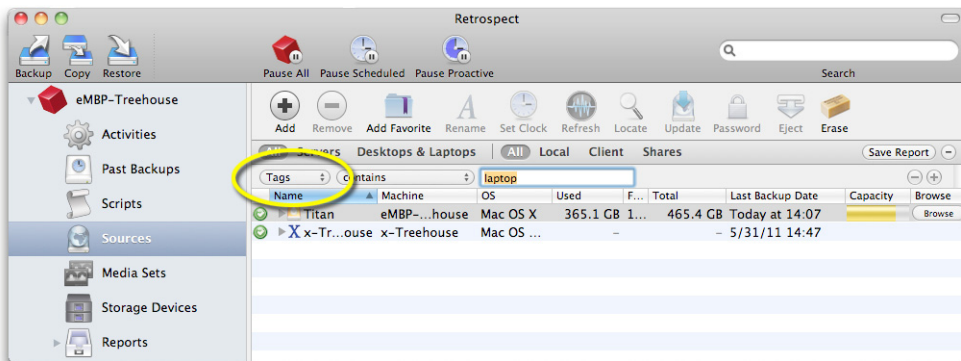 Retrospect
Backup Copy Restore Pause All Pause Scheduled Pause Proactive Search
eMBP-Treehouse
Activities
Past Backups
Scripts
Sources
Media Sets
Storage Devices
Reports
Add Remove Add Favorite Rename Set Clock Refresh Locate Update Password Eject Erase
All Servers Desktops & Laptops All Local Client Shares Save Report
Tags contains laptop
Name Machine OS Used F... Total Last Backup Date Capacity Browse
Titan eMBP-...house Mac OS X 365.1 GB 1... 465.4 GB Today at 14:07 Browse
x-Tr...ouse x-Treehouse Mac OS ... – – 5/31/11 14:47